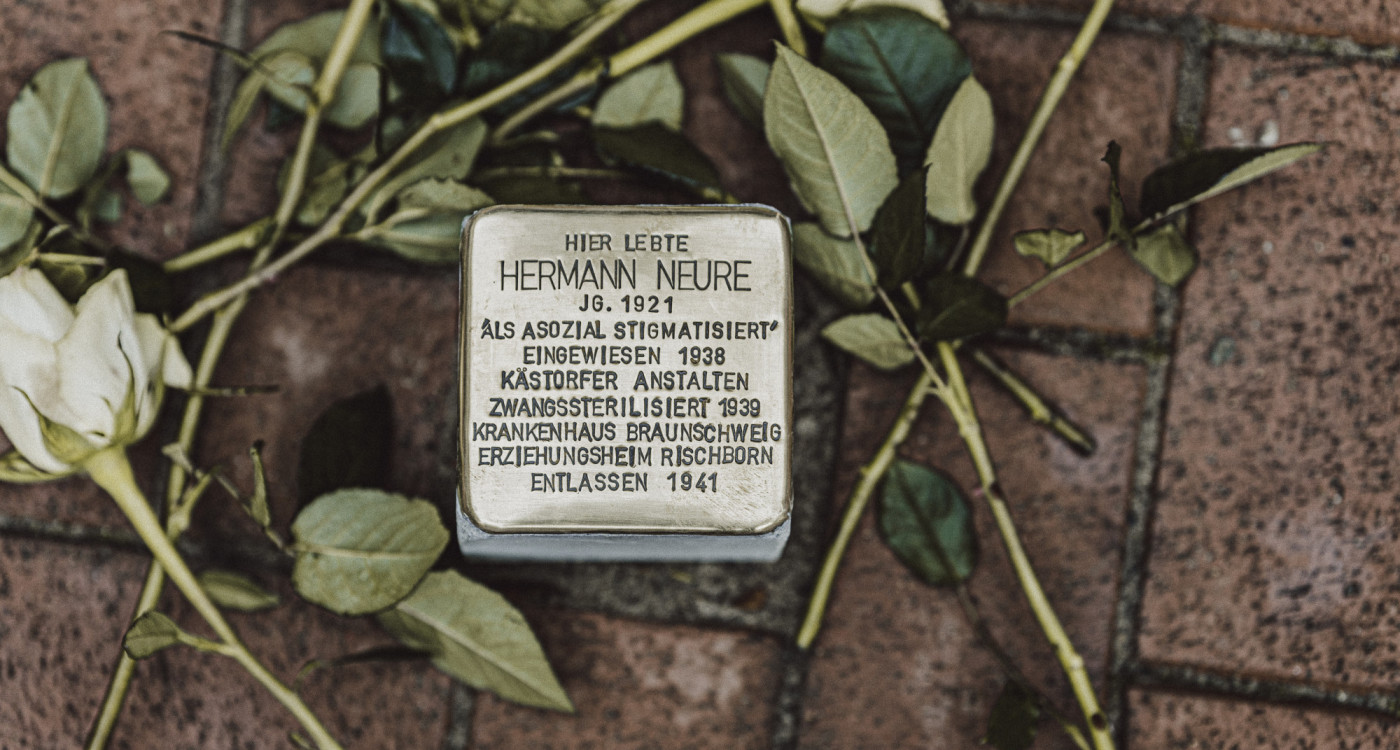 HIER LEBTE
HERMANN NEURE
JG. 1921
"ALS ASOZIAL STIGMATISIERT"
EINGEWIESEN 1938
KÄSTORFER ANSTALTEN
ZWANGSSTERILISIERT 1939
KRANKENHAUS BRAUNSCHWEIG
ERZIEHUNGSHEIM RISCHBORN
ENTLASSEN 1941